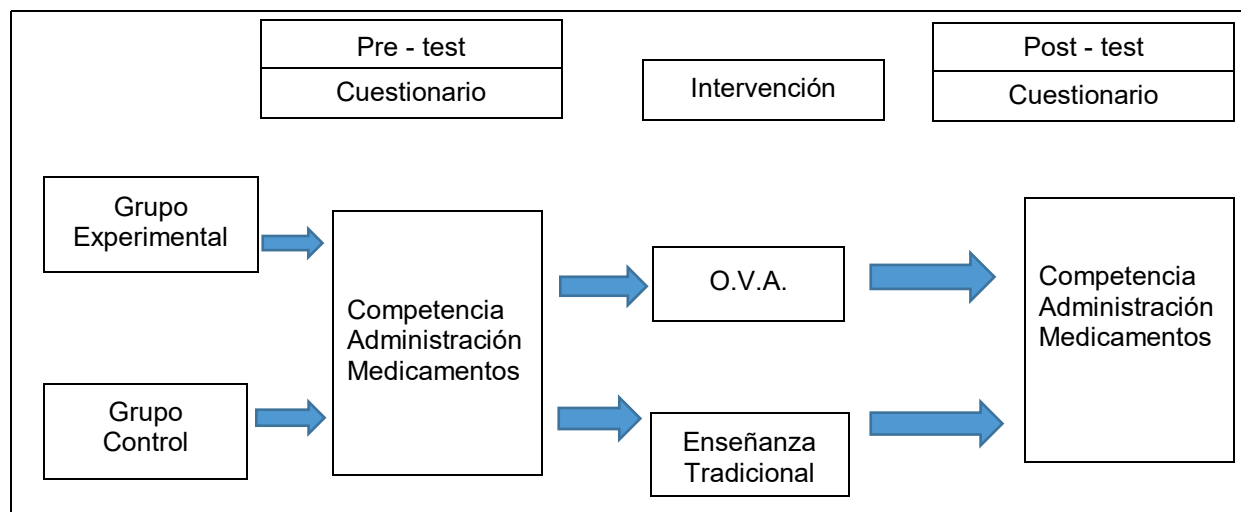 Pre - test
Cuestionario
Intervención
Post - test
Cuestionario
Grupo
Experimental
Competencia
Administración
Medicamentos
O.V.A.
Competencia
Administración
Medicamentos
Grupo
Control
Enseñanza
Tradicional